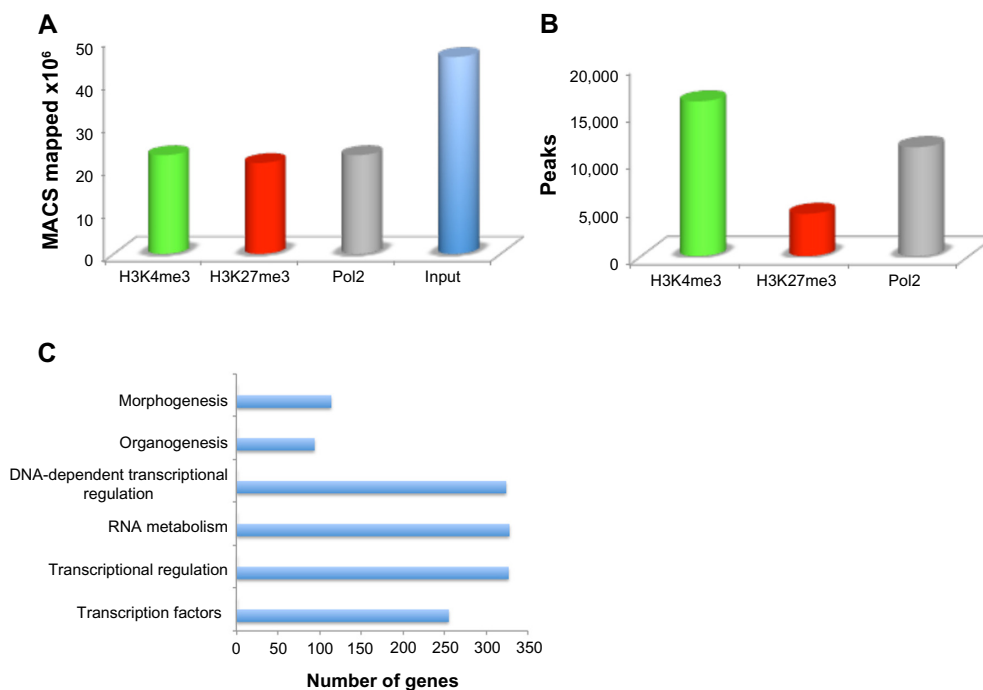 A
MACS mapped x10⁶
50
40
30
20
10
0
H3K4me3 H3K27me3 Pol2 Input
B
Peaks
20,000
15,000
10,000
5,000
0
H3K4me3 H3K27me3 Pol2
C
Morphogenesis
Organogenesis
DNA-dependent transcriptional
regulation
RNA metabolism
Transcriptional regulation
Transcription factors
0 50 100 150 200 250 300 350
Number of genes